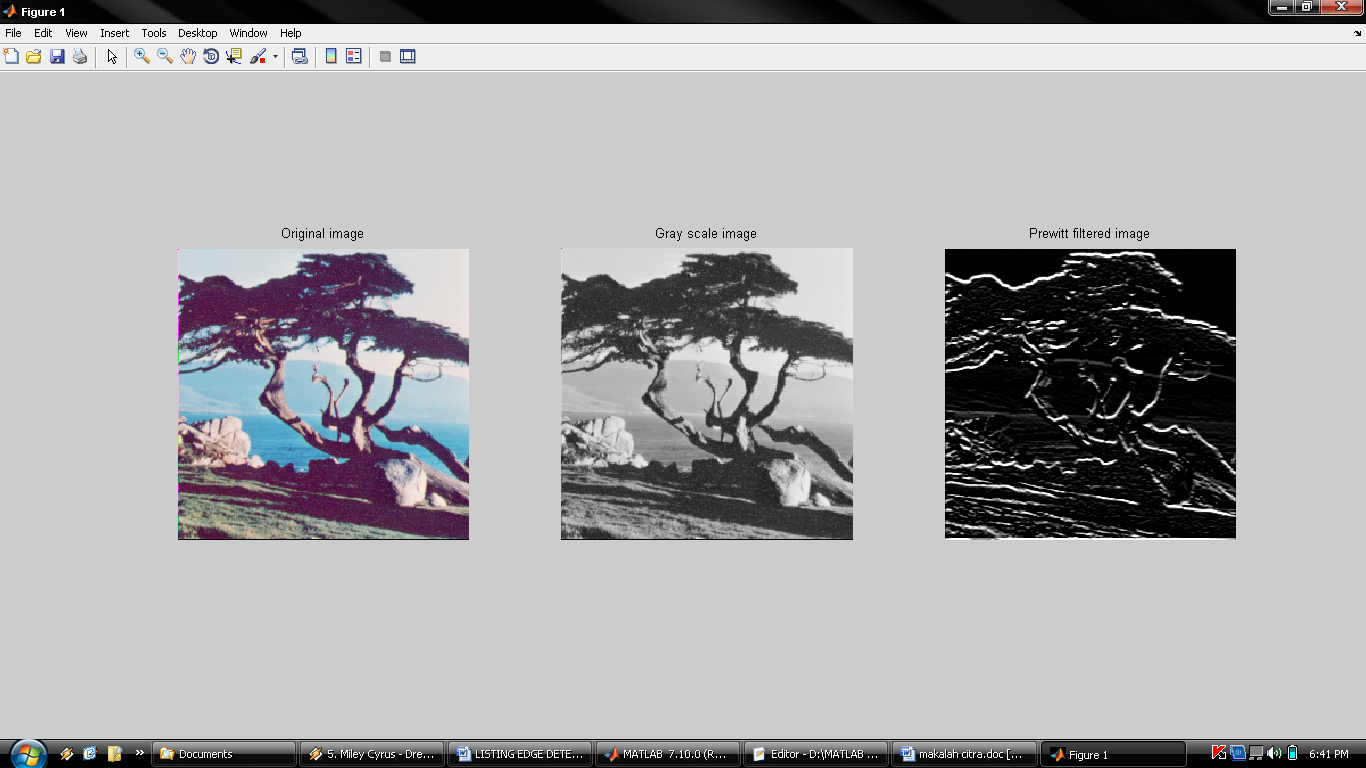 Figure 1
File Edit View Insert Tools Desktop Window Help
Original image
Gray scale image
Prewitt filtered image
Documents
5. Miley Cyrus - Dre...
LISTING EDGE DETE...
MATLAB 7.10.0 (R...
Editor - D:\MATLAB ...
makalah citra.doc [...
Figure 1
6:41 PM